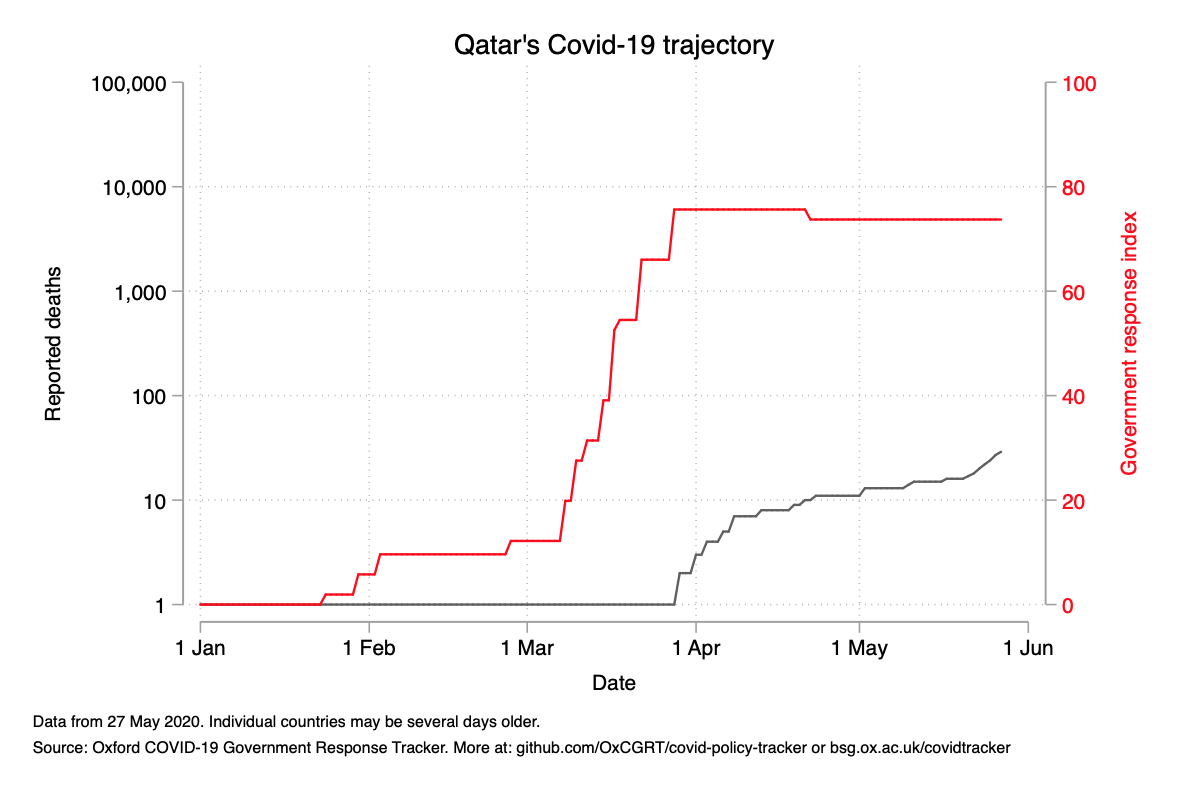 Qatar's Covid-19 trajectory
100,000
10,000
1,000
100
10
1
Reported deaths
100
80
60
40
20
0
Government response index
1 Jan
1 Feb
1 Mar
1 Apr
1 May
1 Jun
Date
Data from 27 May 2020. Individual countries may be several days older.
Source: Oxford COVID-19 Government Response Tracker. More at: github.com/OxCGRT/covid-policy-tracker or bsg.ox.ac.uk/covidtracker